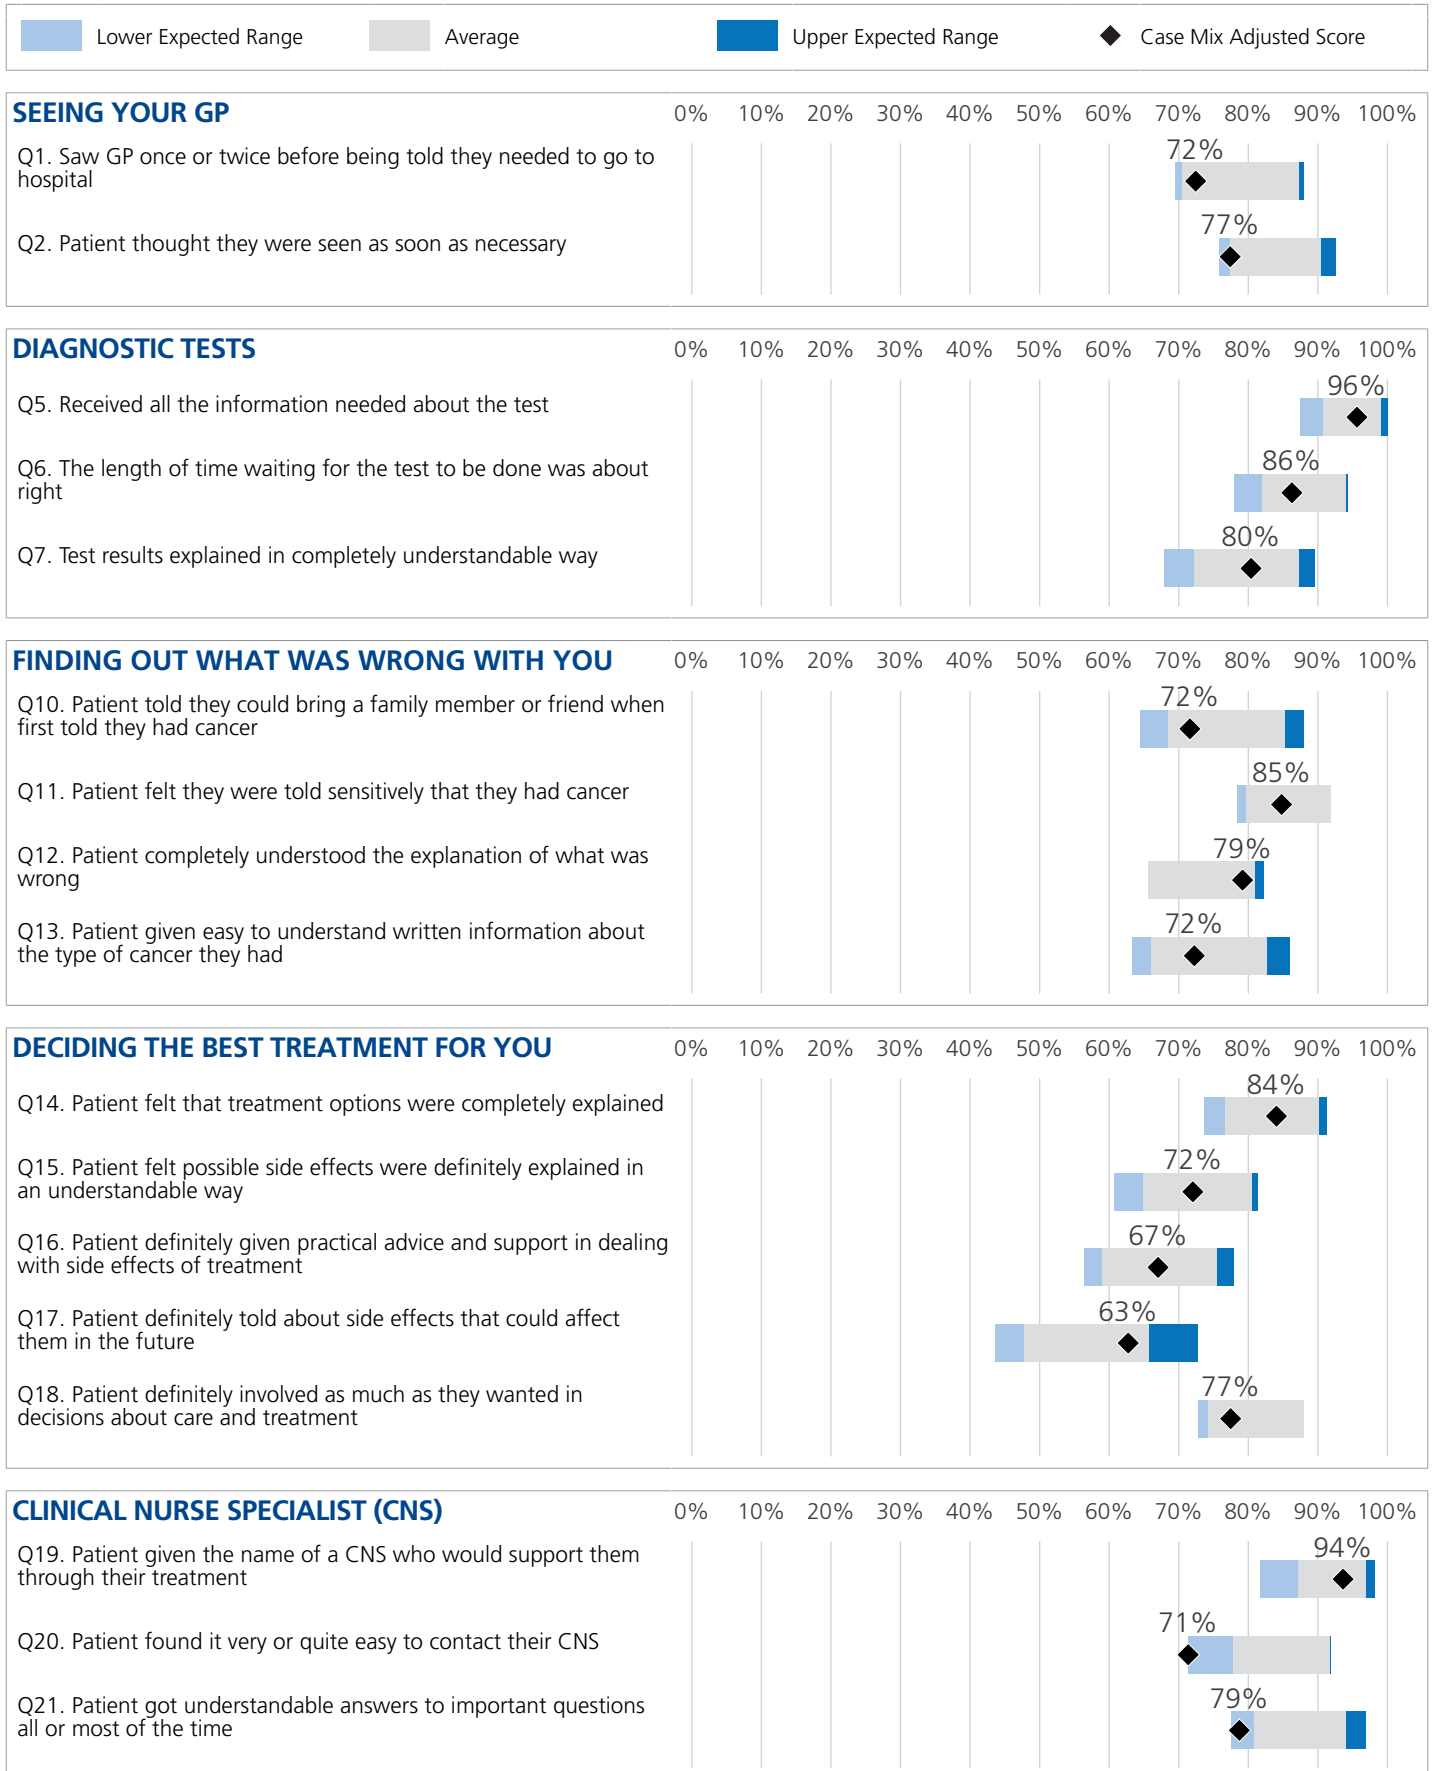 Lower Expected Range Average Upper Expected Range Case Mix Adjusted Score
SEEING YOUR GP 0% 10% 20% 30% 40% 50% 60% 70% 80% 90% 100%
72%
Q1. Saw GP once or twice before being told they needed to go to
hospital
77%
Q2. Patient thought they were seen as soon as necessary
DIAGNOSTIC TESTS 0% 10% 20% 30% 40% 50% 60% 70% 80% 90% 100%
96%
Q5. Received all the information needed about the test
86%
Q6. The length of time waiting for the test to be done was about
right
80%
Q7. Test results explained in completely understandable way
FINDING OUT WHAT WAS WRONG WITH YOU 0% 10% 20% 30% 40% 50% 60% 70% 80% 90% 100%
72%
Q10. Patient told they could bring a family member or friend when
first told they had cancer
85%
Q11. Patient felt they were told sensitively that they had cancer
79%
Q12. Patient completely understood the explanation of what was
wrong
72%
Q13. Patient given easy to understand written information about
the type of cancer they had
DECIDING THE BEST TREATMENT FOR YOU 0% 10% 20% 30% 40% 50% 60% 70% 80% 90% 100%
84%
Q14. Patient felt that treatment options were completely explained
72%
Q15. Patient felt possible side effects were definitely explained in
an understandable way
67%
Q16. Patient definitely given practical advice and support in dealing
with side effects of treatment
63%
Q17. Patient definitely told about side effects that could affect
them in the future
77%
Q18. Patient definitely involved as much as they wanted in
decisions about care and treatment
CLINICAL NURSE SPECIALIST (CNS) 0% 10% 20% 30% 40% 50% 60% 70% 80% 90% 100%
94%
Q19. Patient given the name of a CNS who would support them
through their treatment
71%
Q20. Patient found it very or quite easy to contact their CNS
79%
Q21. Patient got understandable answers to important questions
all or most of the time